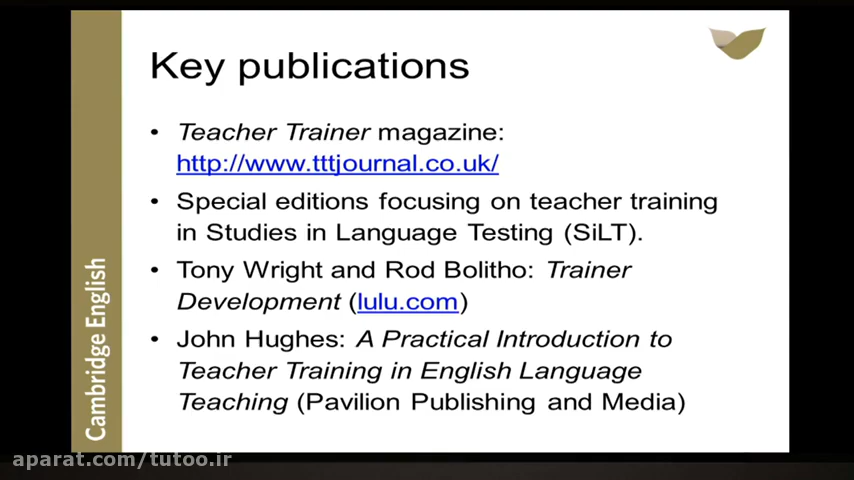 Key publications
• Teacher Trainer magazine:
http://www.tttjournal.co.uk/
• Special editions focusing on teacher training
in Studies in Language Testing (SiLT).
• Tony Wright and Rod Bolitho: Trainer
Development (lulu.com)
• John Hughes: A Practical Introduction to
Teacher Training in English Language
Teaching (Pavilion Publishing and Media)
Cambridge English
aparat.com/tutoo.ir